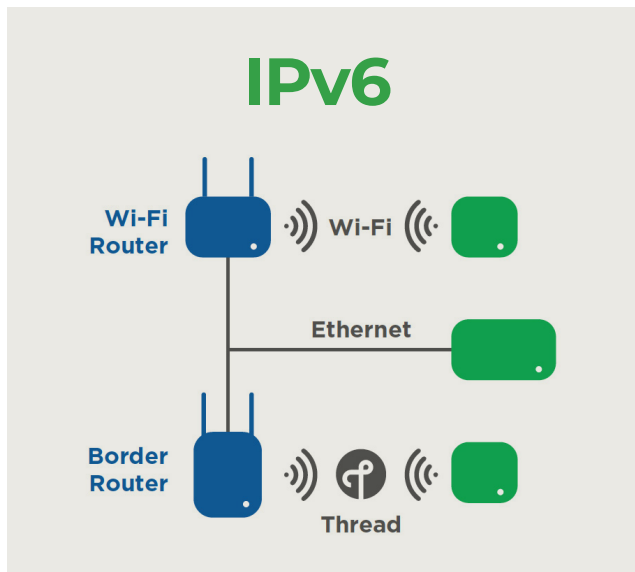 IPv6
Wi-Fi
Router
Wi-Fi
Ethernet
Border
Router
Thread